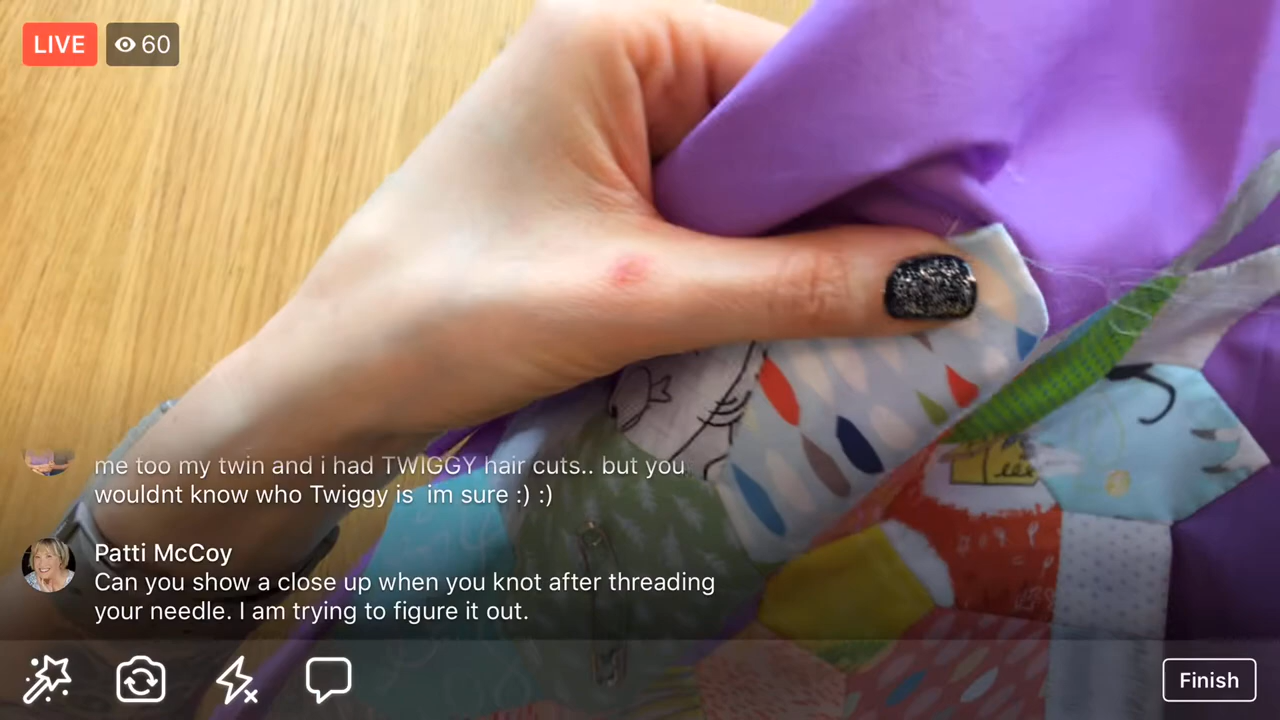 LIVE
60
me too my twin and i had TWIGGY hair cuts.. but you
wouldnt know who Twiggy is  im sure :) :)
Patti McCoy
Can you show a close up when you knot after threading
your needle. I am trying to figure it out.
Finish